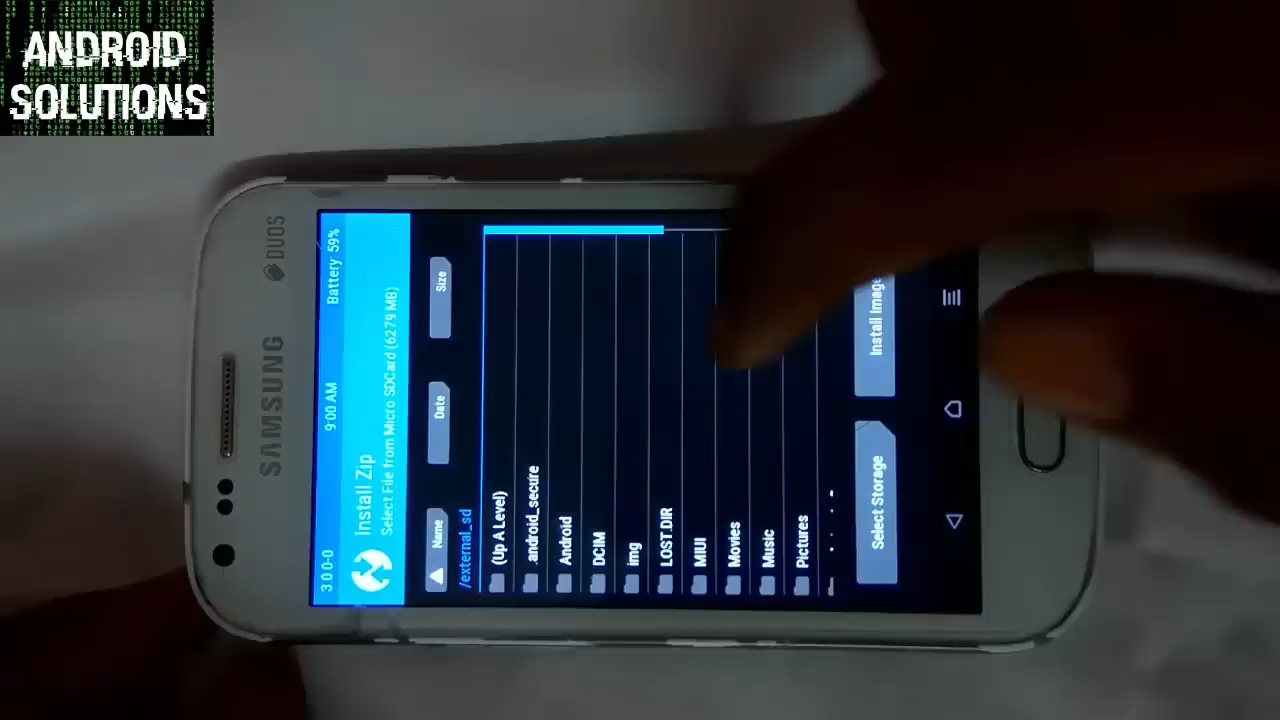 ANDROID
SOLUTIONS
SAMSUNG
DUOS
3.0.0-0
9:00 AM
Battery: 59%
Install Zip
Select File from Micro SDCard (6279 MB)
Name
Date
Size
/external_sd
(Up A Level)
.android_secure
Android
DCIM
img
LOST.DIR
MIUI
Movies
Music
Pictures
Select Storage
Install Image